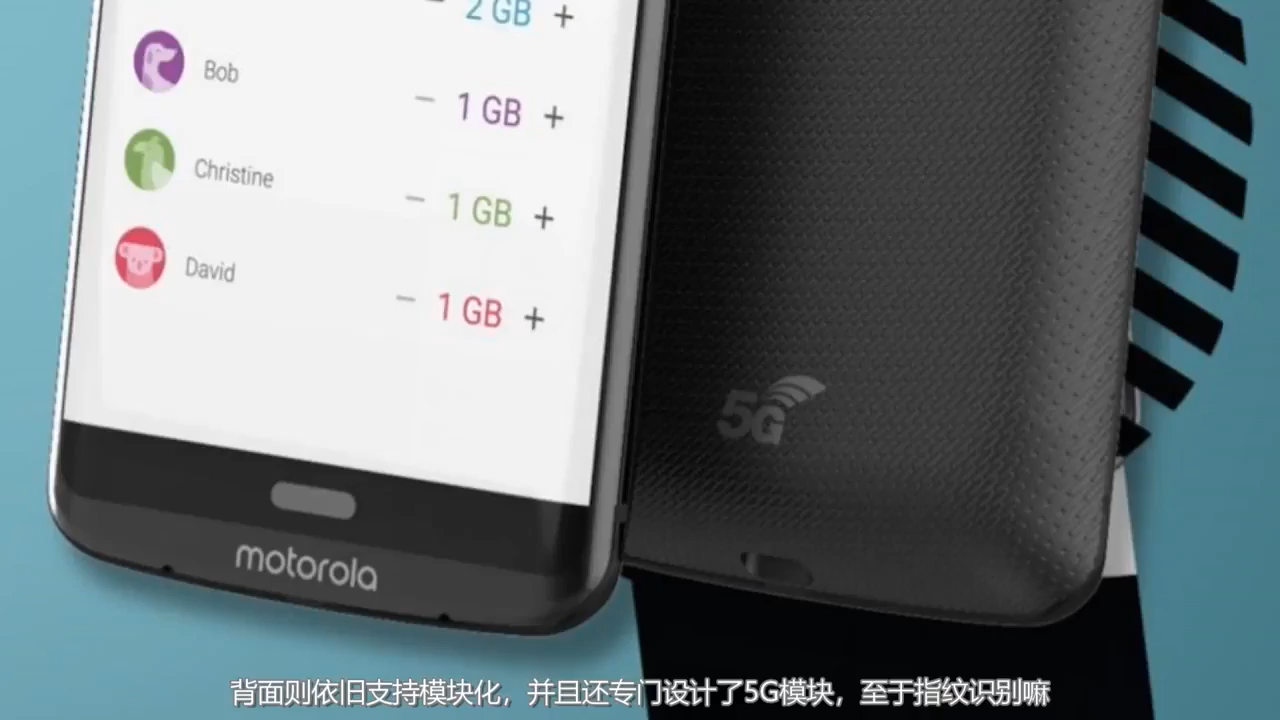 − 2 GB +
Bob
− 1 GB +
Christine
− 1 GB +
David
− 1 GB +
5G
motorola
背面则依旧支持模块化，并且还专门设计了5G模块，至于指纹识别嘛